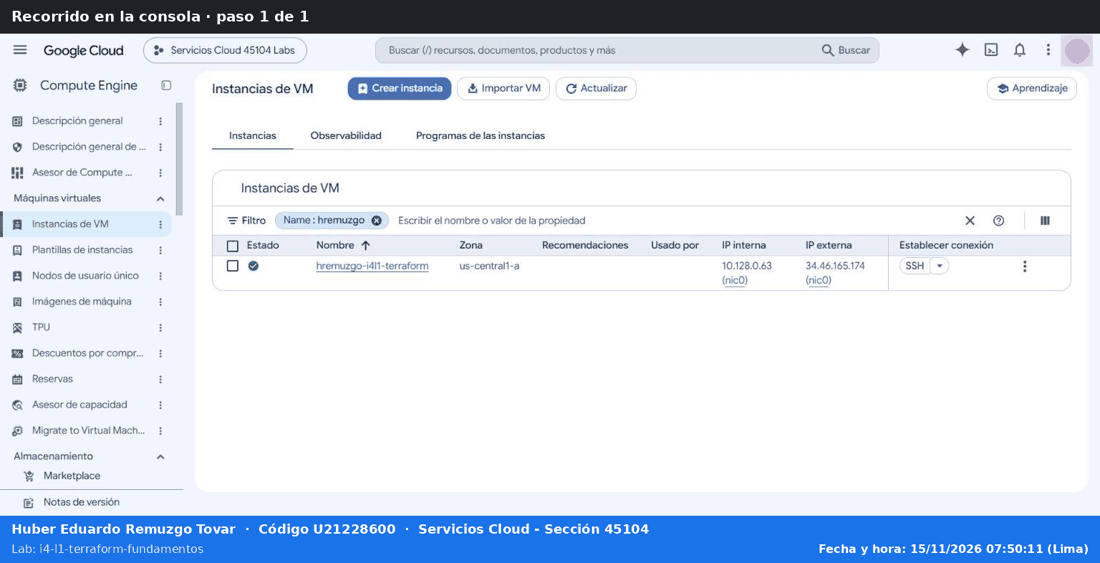 Recorrido en la consola · paso 1 de 1
Google Cloud
Servicios Cloud 45104 Labs
Buscar (/) recursos, documentos, productos y más
Buscar
Compute Engine
Instancias de VM
Crear instancia
Importar VM
Actualizar
Aprendizaje
Descripción general
Descripción general de ...
Asesor de Compute ...
Máquinas virtuales
Instancias de VM
Plantillas de instancias
Nodos de usuario único
Imágenes de máquina
TPU
Descuentos por compr...
Reservas
Asesor de capacidad
Migrate to Virtual Mach...
Almacenamiento
Marketplace
Notas de versión
Instancias
Observabilidad
Programas de las instancias
Instancias de VM
Filtro
Name : hremuzgo
Escribir el nombre o valor de la propiedad
Estado
Nombre
Zona
Recomendaciones
Usado por
IP interna
IP externa
Establecer conexión
hremuzgo-i4l1-terraform
us-central1-a
10.128.0.63
(nic0)
34.46.165.174
(nic0)
SSH
Huber Eduardo Remuzgo Tovar · Código U21228600 · Servicios Cloud - Sección 45104
Lab: i4-l1-terraform-fundamentos
Fecha y hora: 15/11/2026 07:50:11 (Lima)